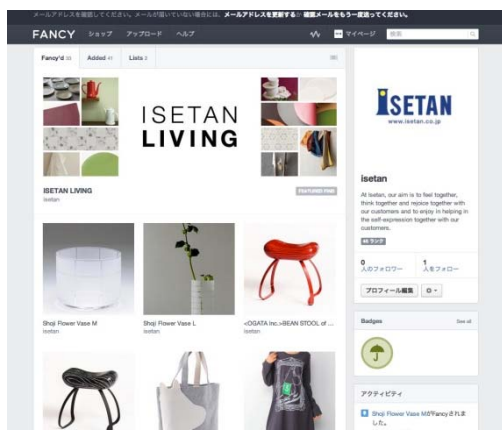 メールアドレスを確認してください。メールが届いていない場合には、メールアドレスを更新するか 確認メールをもう一度送ってください。
FANCY ショップ アップロード ヘルプ マイページ 検索
Fancy'd Added Lists
ISETAN
LIVING
ISETAN LIVING
isetan
FEATURED FIND
Shoji Flower Vase M
isetan
Shoji Flower Vase L
isetan
<OGATA Inc.>BEAN STOOL of ...
isetan
ISETAN
www.isetan.co.jp
isetan
At Isetan, our aim is to feel together,
think together and rejoice together with
our customers and to enjoy in helping in
the self-expression together with our
customers.
ランク
0
人のフォロワー
1
人をフォロー
プロフィール編集
Badges See all
アクティビティ
Shoji Flower Vase MがFancyされま
した。